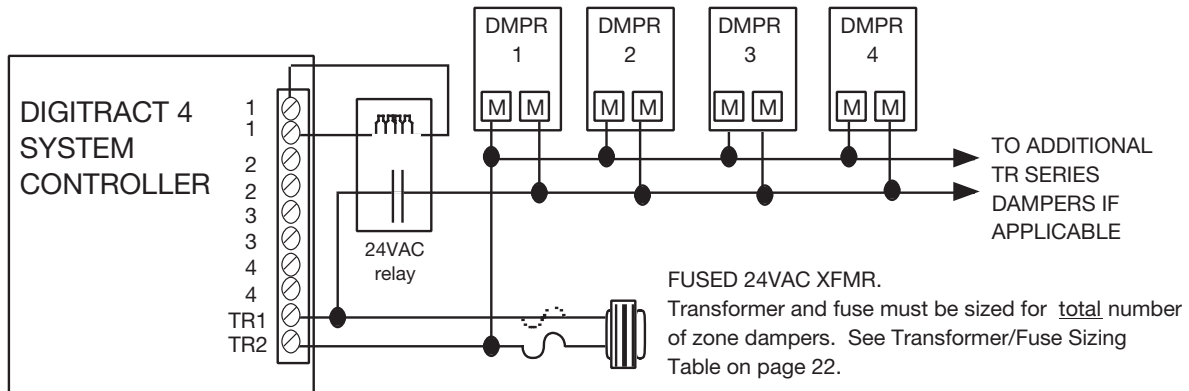 DIGITRACT 4
SYSTEM
CONTROLLER
1
1
2
2
3
3
4
4
TR1
TR2
24VAC
relay
DMPR
1
M M
DMPR
2
M M
DMPR
3
M M
DMPR
4
M M
TO ADDITIONAL
TR SERIES
DAMPERS IF
APPLICABLE
FUSED 24VAC XFMR.
Transformer and fuse must be sized for total number
of zone dampers. See Transformer/Fuse Sizing
Table on page 22.